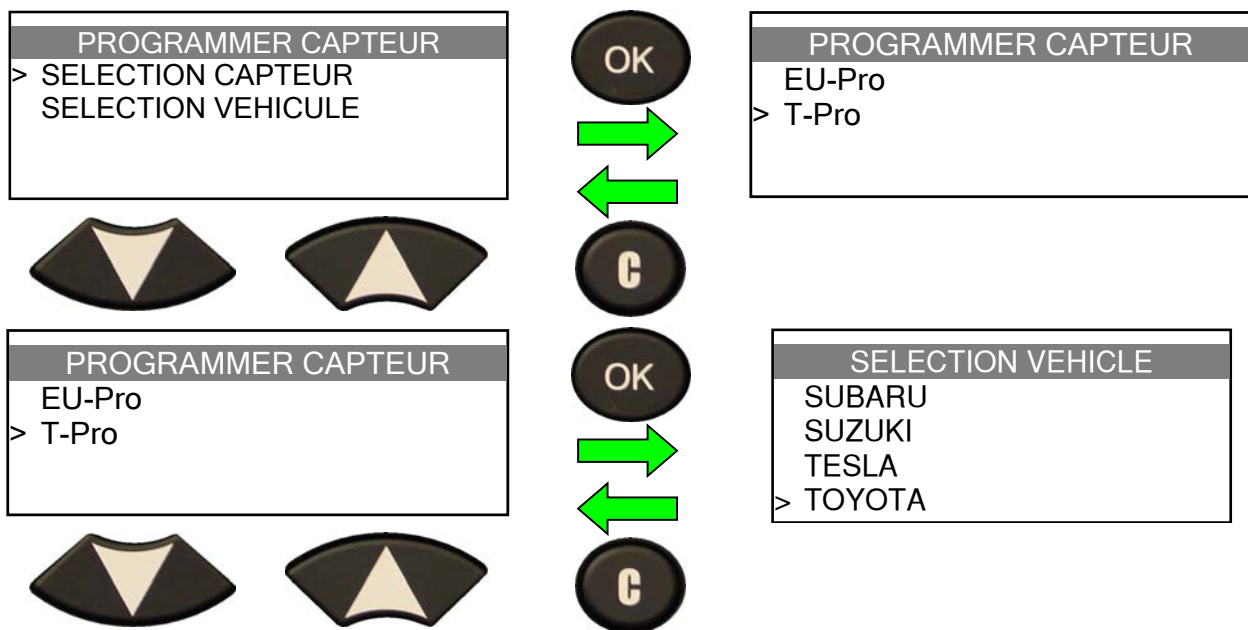 PROGRAMMER CAPTEUR
> SELECTION CAPTEUR
SELECTION VEHICULE
OK
C
PROGRAMMER CAPTEUR
EU-Pro
> T-Pro
PROGRAMMER CAPTEUR
EU-Pro
> T-Pro
OK
C
SELECTION VEHICLE
SUBARU
SUZUKI
TESLA
> TOYOTA